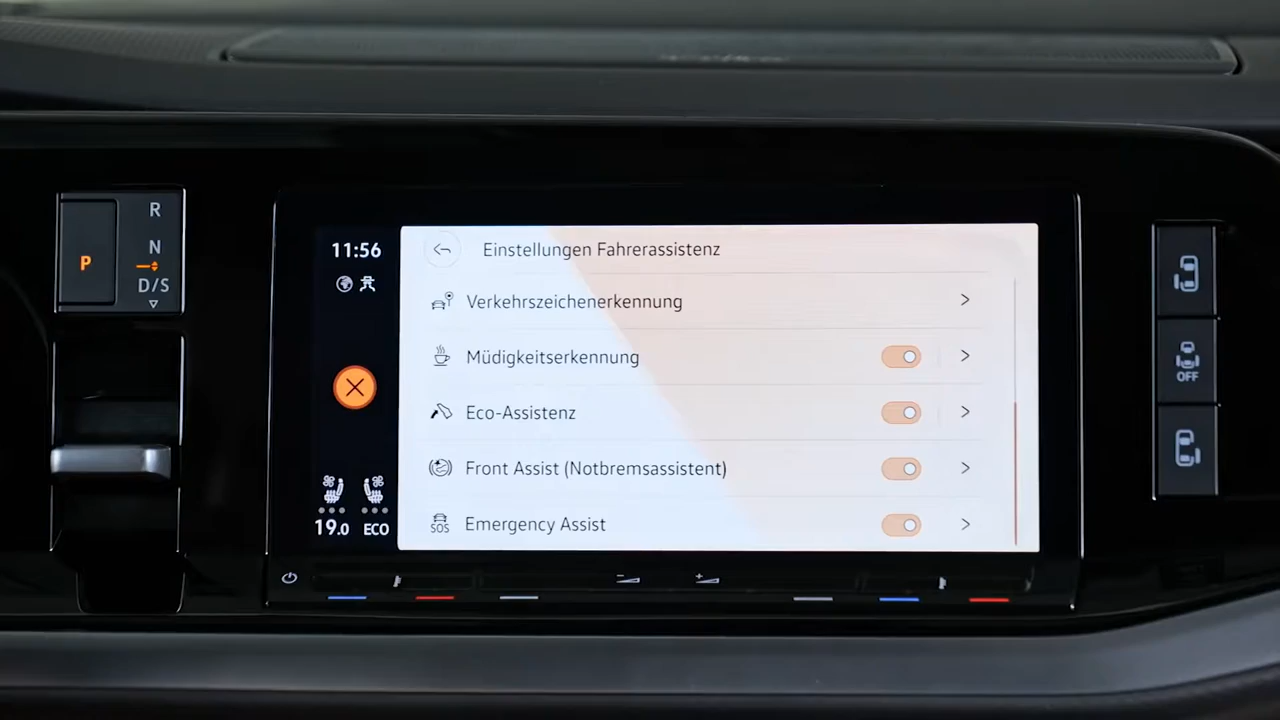 R
N
P
D/S
11:56
Einstellungen Fahrerassistenz
Verkehrszeichenerkennung
Müdigkeitserkennung
Eco-Assistenz
Front Assist (Notbremsassistent)
Emergency Assist
SOS
19.0
ECO
OFF